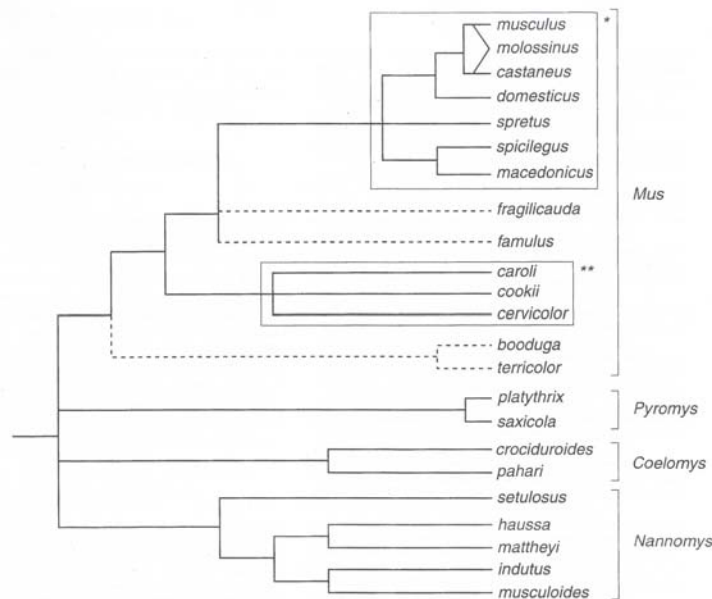 musculus *
molossinus
castaneus
domesticus
spretus
spicilegus
macedonicus
Mus
fragilicauda
famulus
caroli **
cookii
cervicolor
booduga
terricolor
platythrix
Pyromys
saxicola
crociduroides
Coelomys
pahari
setulosus
haussa
Nannomys
mattheyi
indutus
musculoides